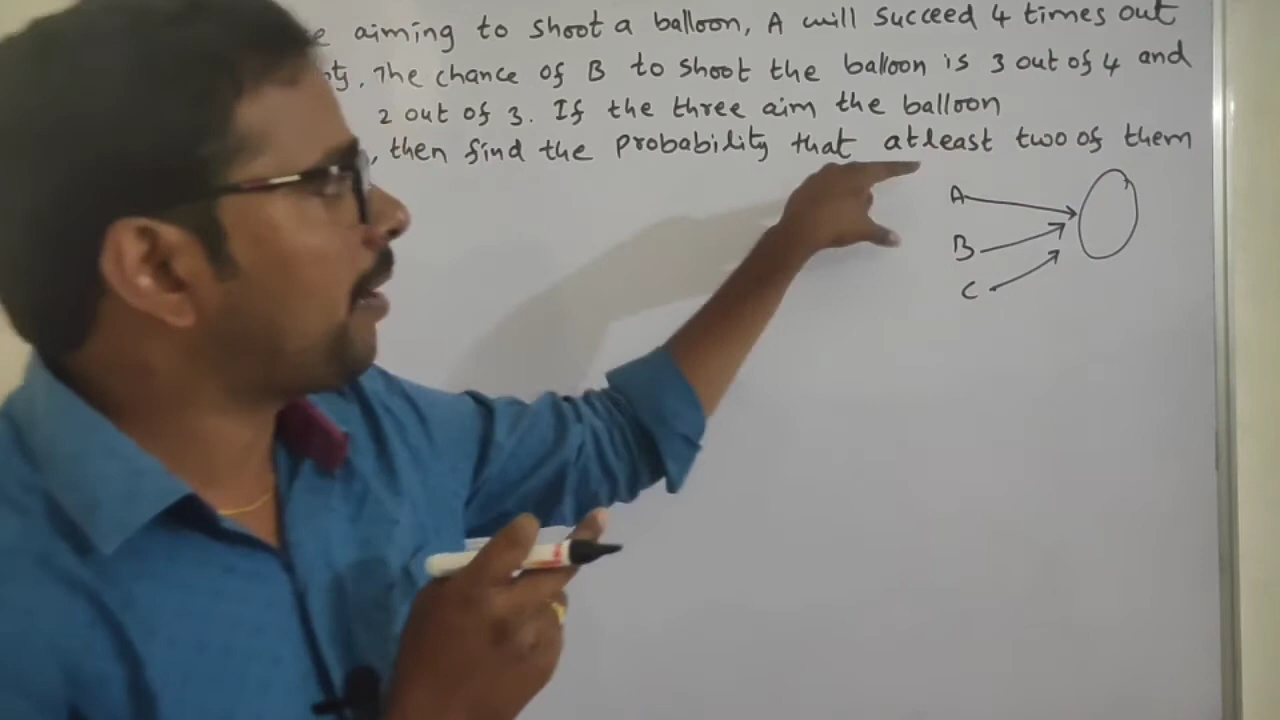 aiming to shoot a balloon, A will succeed 4 times out
The chance of B to shoot the balloon is 3 out of 4 and
2 out of 3. If the three aim the balloon
, then find the probability that atleast two of them
A
B
C